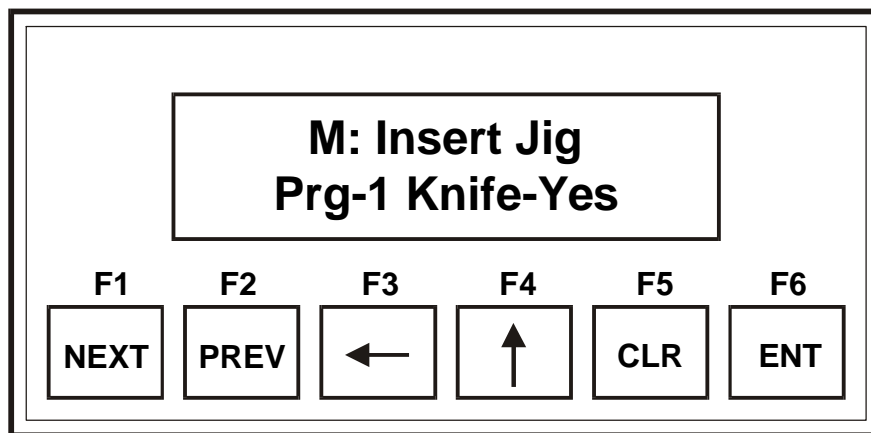 M: Insert Jig
Prg-1 Knife-Yes
F1 F2 F3 F4 F5 F6
NEXT PREV CLR ENT